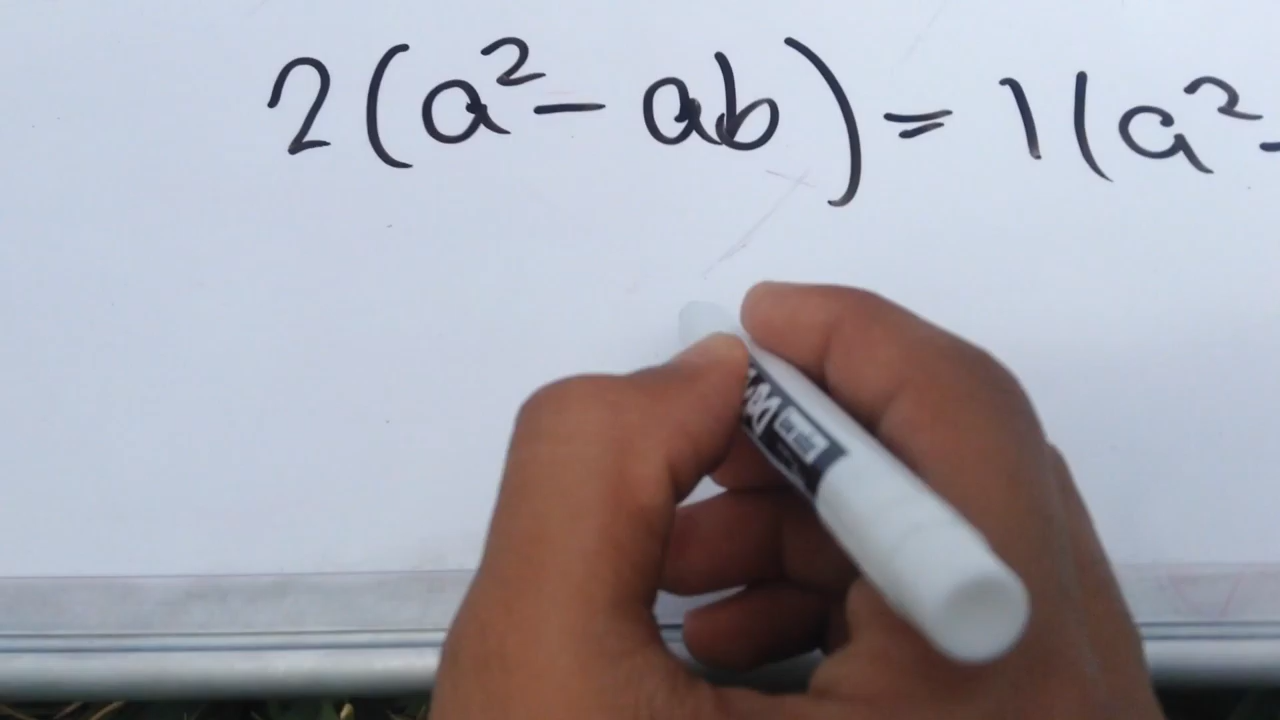 2(a²- ab) = 1(a²-